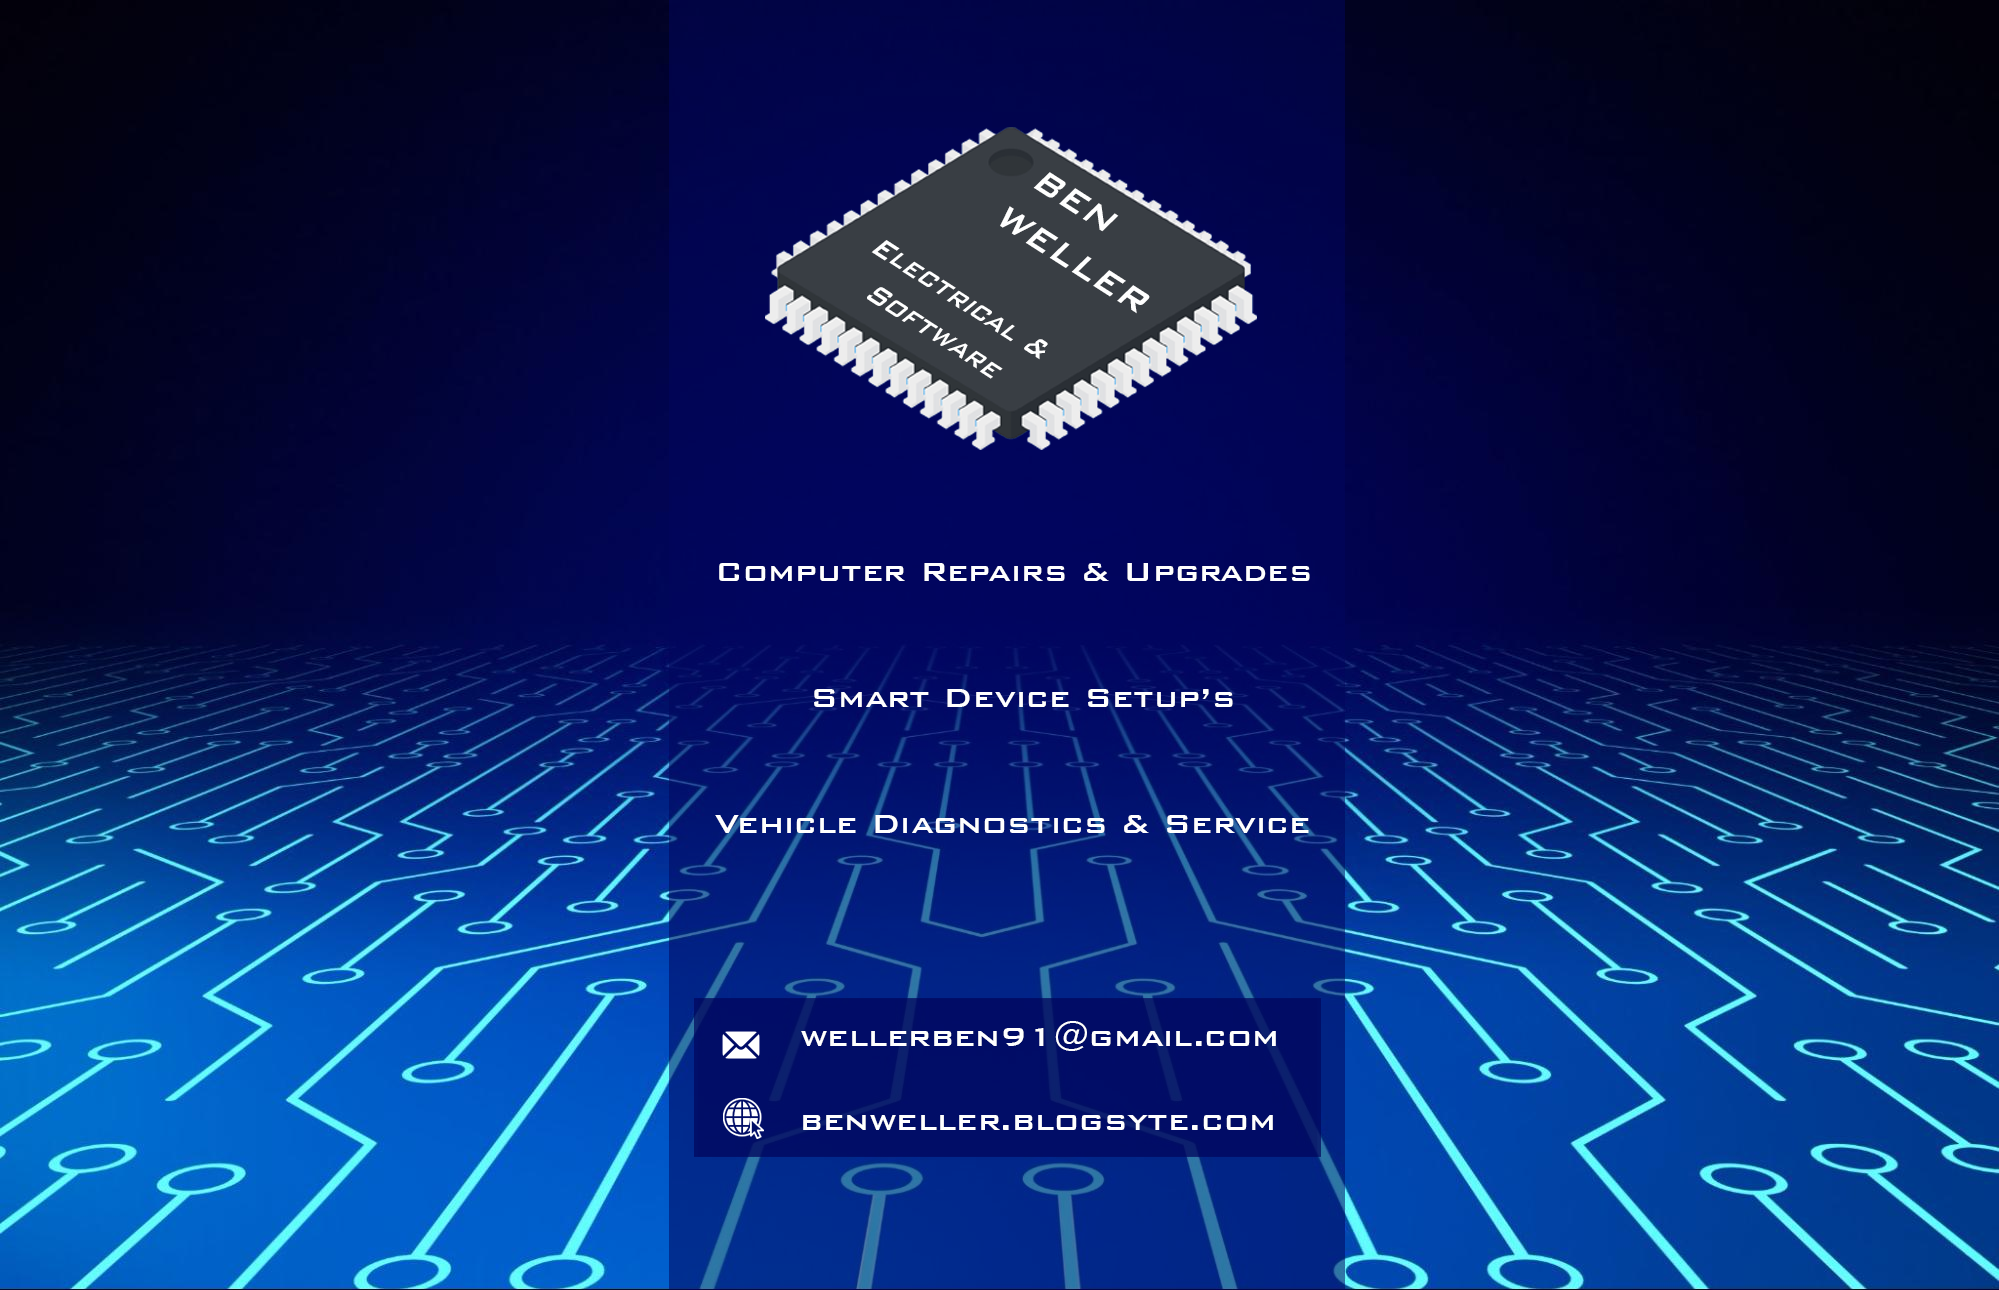 BEN
WELLER
Electrical &
Software
Computer Repairs & Upgrades
Smart Device Setup's
Vehicle Diagnostics & Service
wellerben91@gmail.com
benweller.blogsyte.com